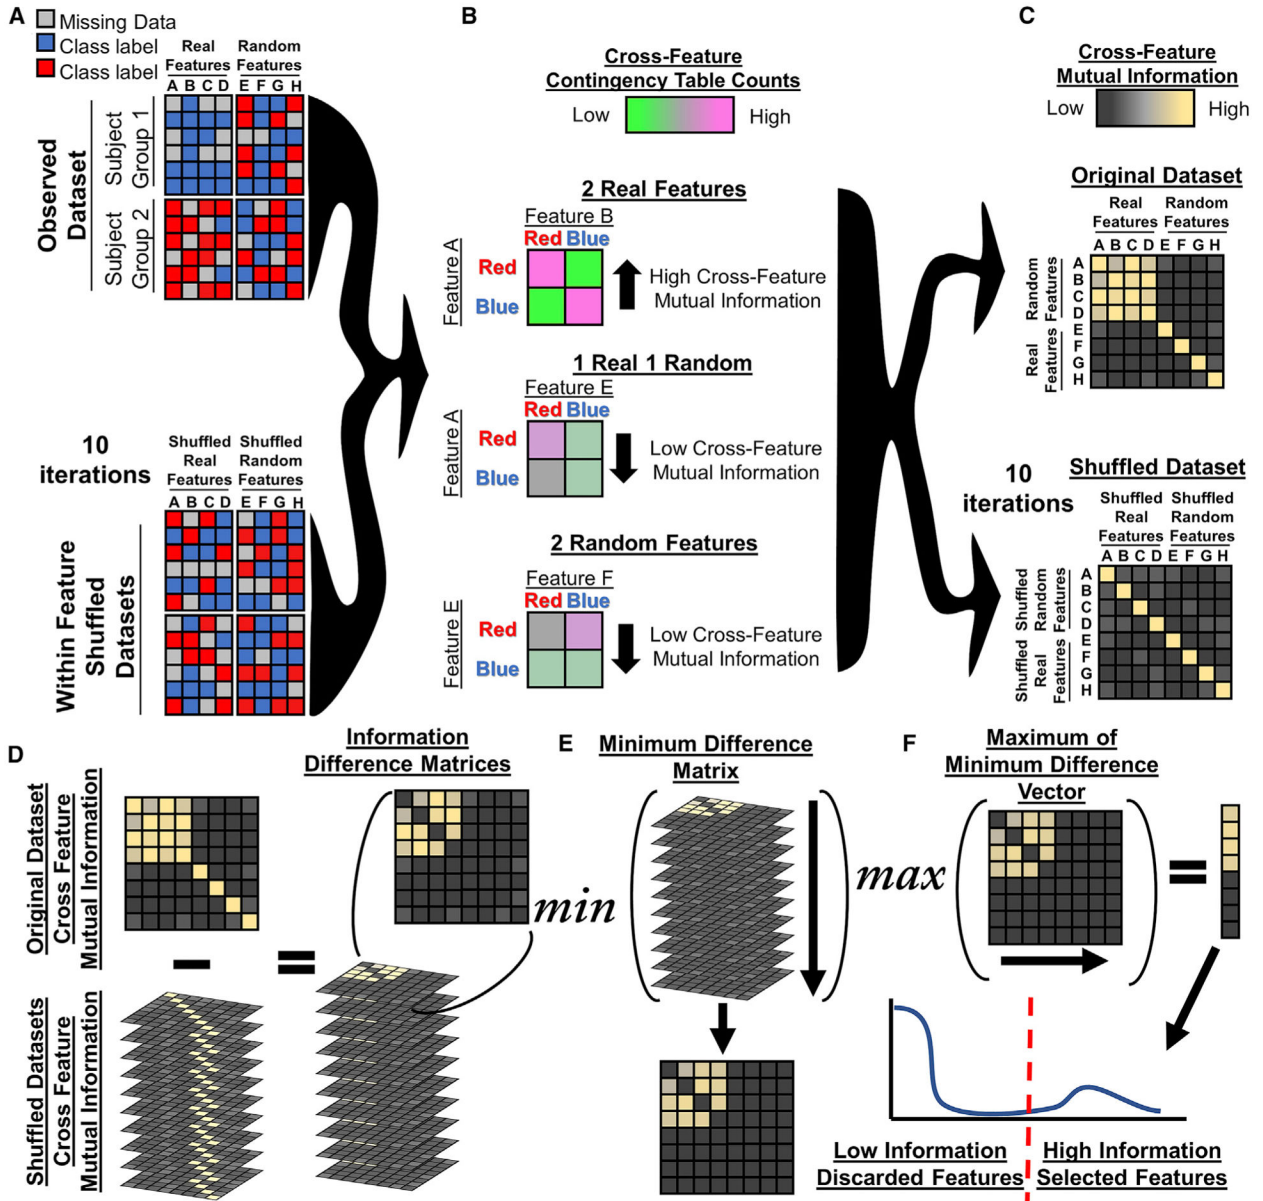 A
Missing Data
Class label
Class label
Real
Features
Random
Features
A B C D
E F G H
Observed
Dataset
Subject
Group 1
Subject
Group 2
10
iterations
Shuffled
Real
Features
Shuffled
Random
Features
A B C D
E F G H
Within Feature
Shuffled
Datasets
B
Cross-Feature
Contingency Table Counts
Low
High
2 Real Features
Feature B
Red Blue
Feature A
Red
Blue
High Cross-Feature
Mutual Information
1 Real 1 Random
Feature E
Red Blue
Feature A
Red
Blue
Low Cross-Feature
Mutual Information
2 Random Features
Feature F
Red Blue
Feature E
Red
Blue
Low Cross-Feature
Mutual Information
C
Cross-Feature
Mutual Information
Low
High
Original Dataset
Real
Features
Random
Features
A B C D E F G H
Random
Features
Real
Features
A
B
C
D
E
F
G
H
10
iterations
Shuffled Dataset
Shuffled
Real
Features
Shuffled
Random
Features
A B C D E F G H
Shuffled
Random
Features
Shuffled
Real
Features
A
B
C
D
E
F
G
H
D
Original Dataset
Cross Feature
Mutual Information
−
Shuffled Datasets
Cross Feature
Mutual Information
=
Information
Difference Matrices
E
Minimum Difference
Matrix
min
F
Maximum of
Minimum Difference
Vector
max
=
Low Information
Discarded Features
High Information
Selected Features